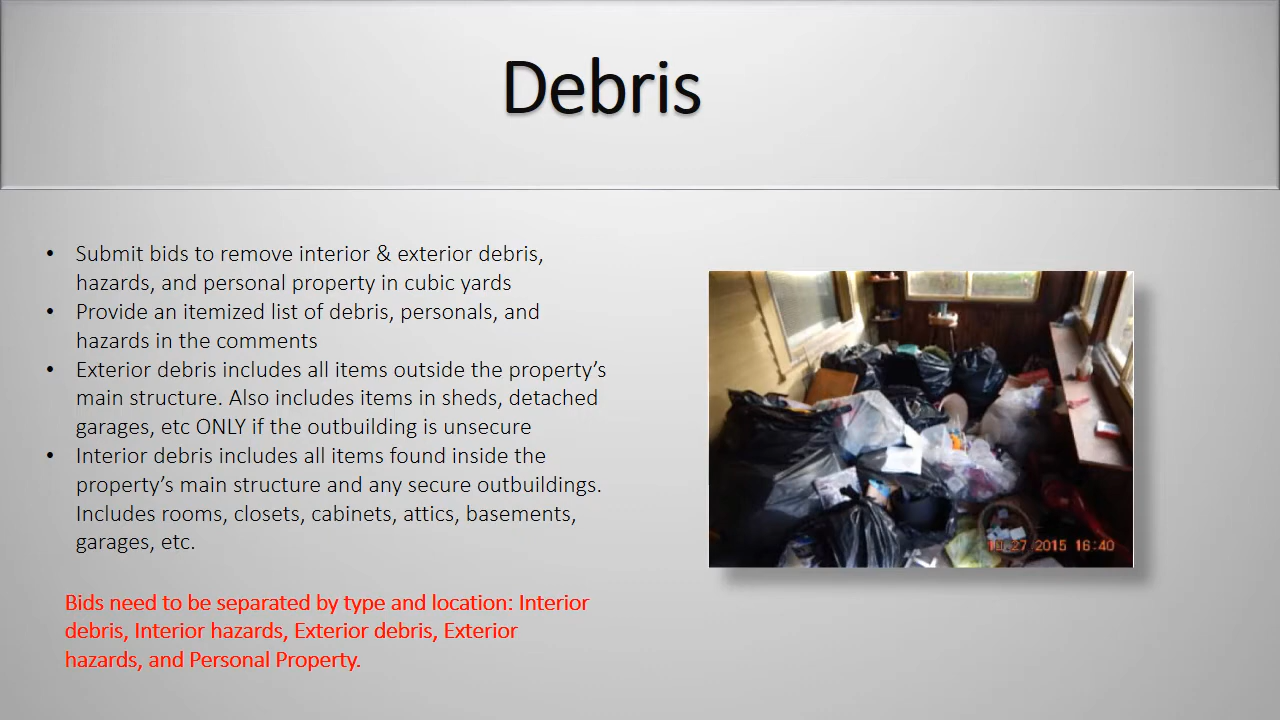 Debris
• Submit bids to remove interior & exterior debris,
hazards, and personal property in cubic yards
• Provide an itemized list of debris, personals, and
hazards in the comments
• Exterior debris includes all items outside the property’s
main structure. Also includes items in sheds, detached
garages, etc ONLY if the outbuilding is unsecure
• Interior debris includes all items found inside the
property’s main structure and any secure outbuildings.
Includes rooms, closets, cabinets, attics, basements,
garages, etc.
Bids need to be separated by type and location: Interior
debris, Interior hazards, Exterior debris, Exterior
hazards, and Personal Property.
27 2015 16:40